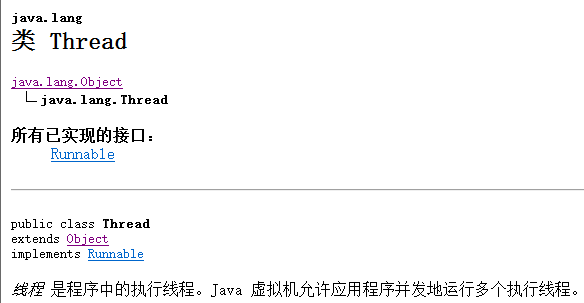 java.lang
类 Thread
java.lang.Object
java.lang.Thread
所有已实现的接口：
Runnable
public class Thread
extends Object
implements Runnable
线程 是程序中的执行线程。Java 虚拟机允许应用程序并发地运行多个执行线程。